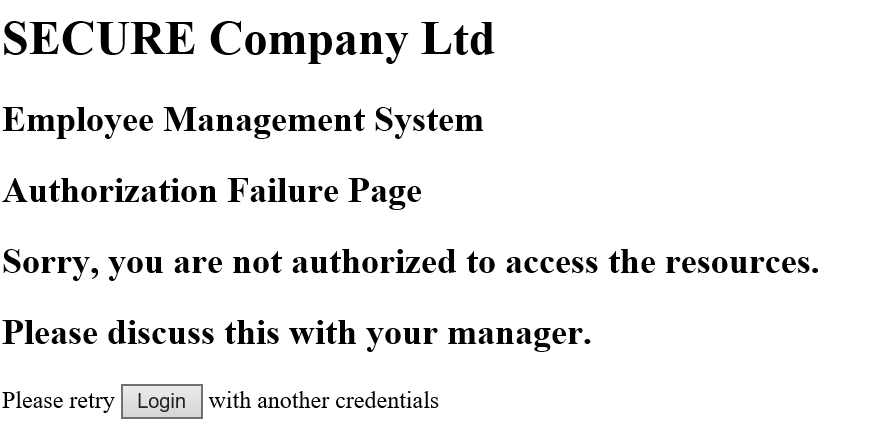 SECURE Company Ltd
Employee Management System
Authorization Failure Page
Sorry, you are not authorized to access the resources.
Please discuss this with your manager.
Please retry Login with another credentials